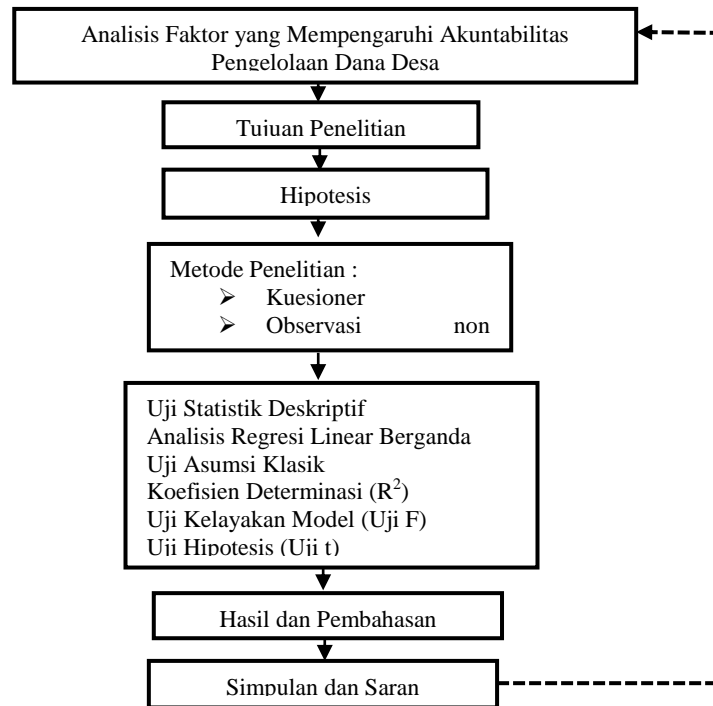 Analisis Faktor yang Mempengaruhi Akuntabilitas
Pengelolaan Dana Desa
Tujuan Penelitian
Hipotesis
Metode Penelitian :
➢ Kuesioner
➢ Observasi non
Uji Statistik Deskriptif
Analisis Regresi Linear Berganda
Uji Asumsi Klasik
Koefisien Determinasi (R²)
Uji Kelayakan Model (Uji F)
Uji Hipotesis (Uji t)
Hasil dan Pembahasan
Simpulan dan Saran